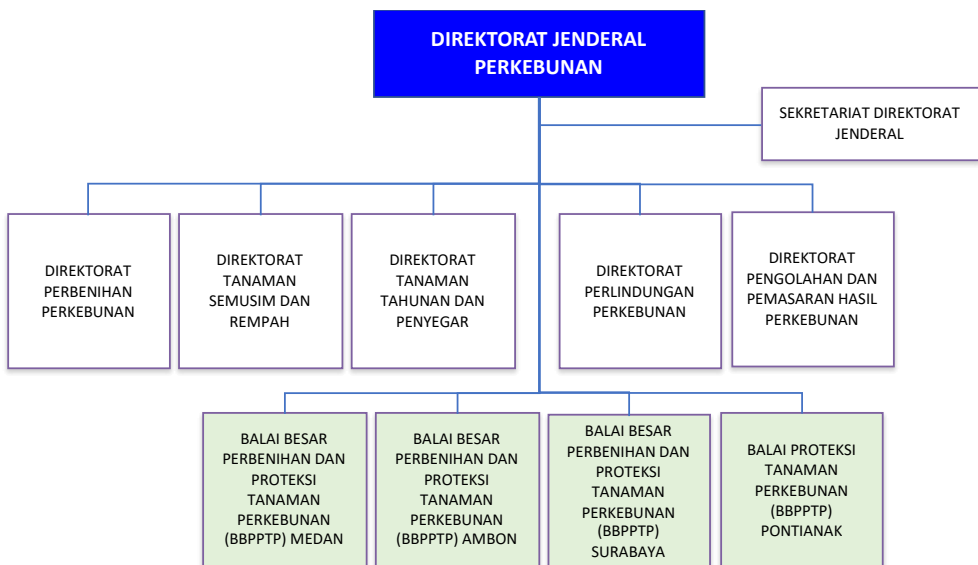 DIREKTORAT JENDERAL
PERKEBUNAN
SEKRETARIAT DIREKTORAT
JENDERAL
DIREKTORAT
PERBENIHAN
PERKEBUNAN
DIREKTORAT
TANAMAN
SEMUSIM DAN
REMPAH
DIREKTORAT
TANAMAN
TAHUNAN DAN
PENYEGAR
DIREKTORAT
PERLINDUNGAN
PERKEBUNAN
DIREKTORAT
PENGOLAHAN DAN
PEMASARAN HASIL
PERKEBUNAN
BALAI BESAR
PERBENIHAN DAN
PROTEKSI
TANAMAN
PERKEBUNAN
(BBPPTP) MEDAN
BALAI BESAR
PERBENIHAN DAN
PROTEKSI
TANAMAN
PERKEBUNAN
(BBPPTP) AMBON
BALAI BESAR
PERBENIHAN DAN
PROTEKSI
TANAMAN
PERKEBUNAN
(BBPPTP)
SURABAYA
BALAI PROTEKSI
TANAMAN
PERKEBUNAN
(BBPPTP)
PONTIANAK